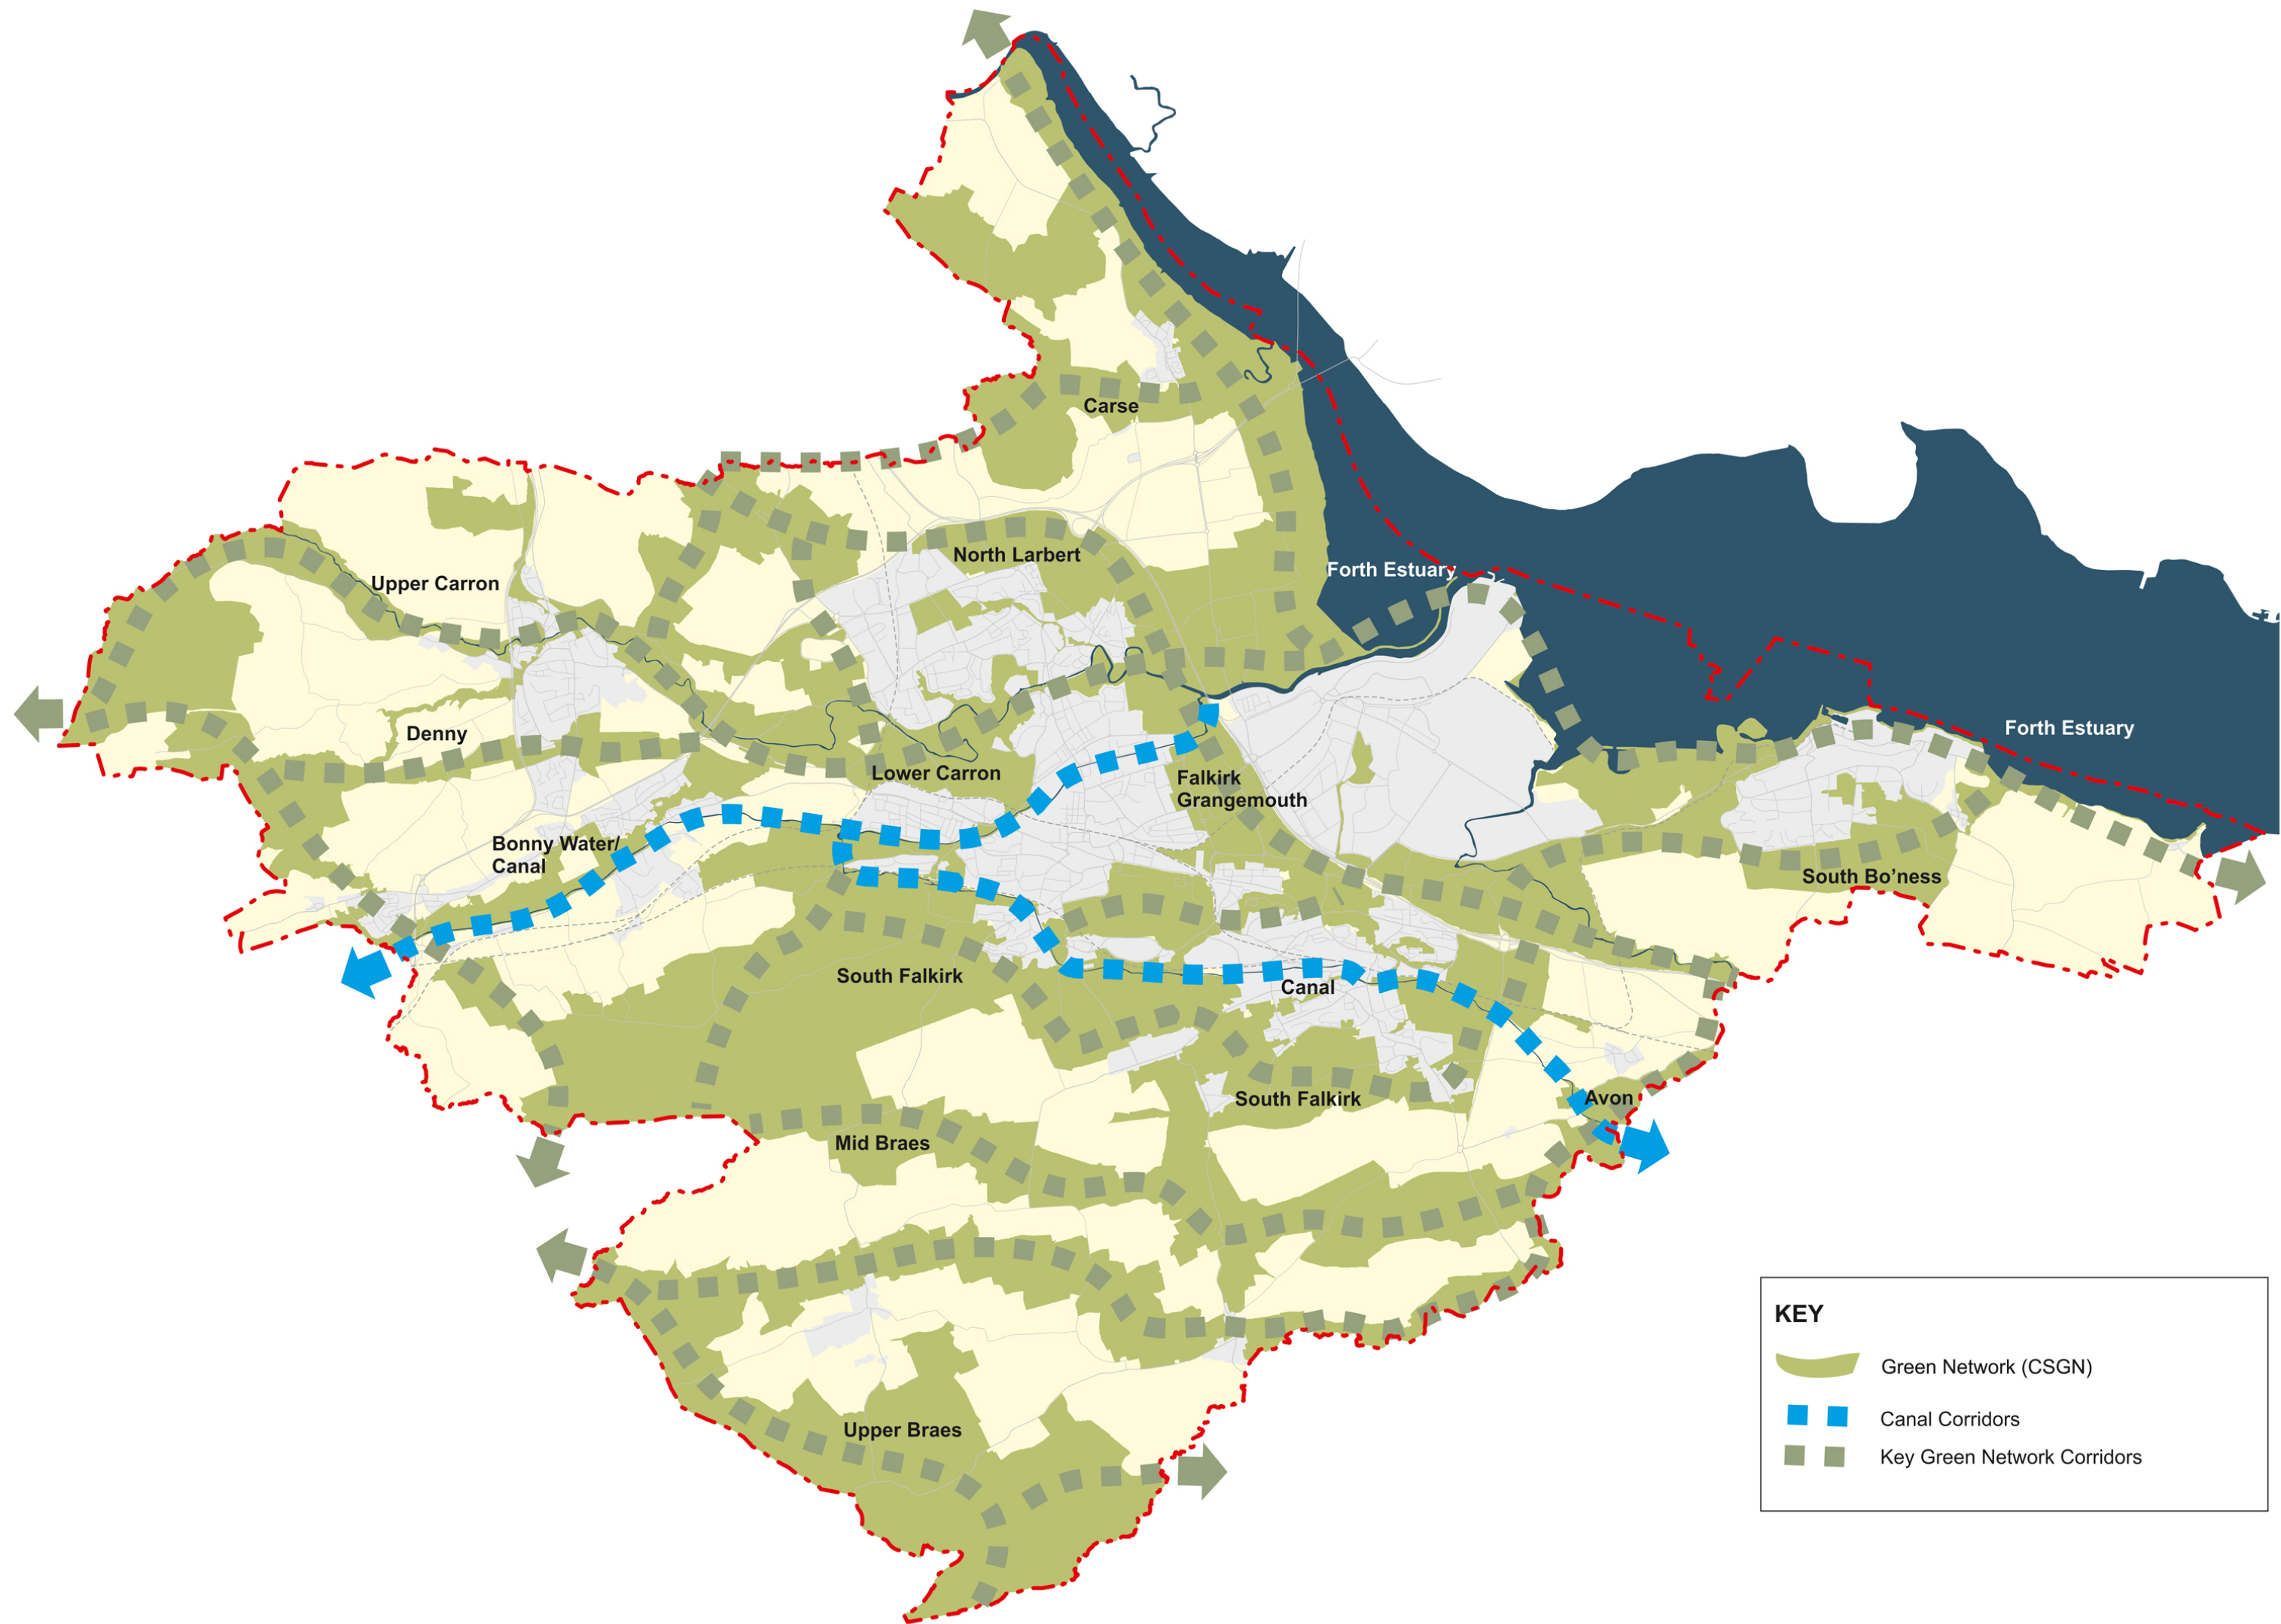 Carse
North Larbert
Forth Estuary
Upper Carron
Forth Estuary
Denny
Lower Carron
Falkirk
Grangemouth
Bonny Water/
Canal
South Bo’ness
South Falkirk
Canal
South Falkirk
Avon
Mid Braes
Upper Braes
KEY
Green Network (CSGN)
Canal Corridors
Key Green Network Corridors